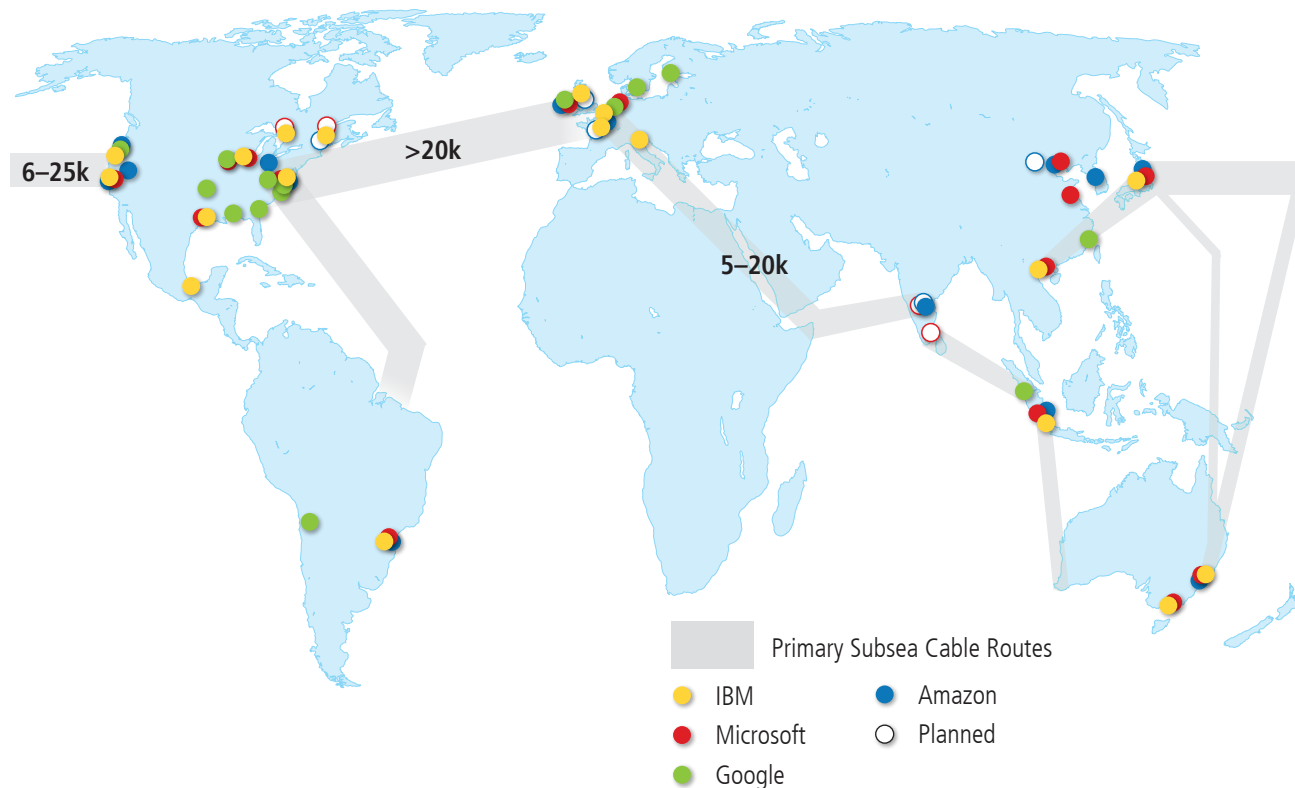 >20k
6–25k
5–20k
Primary Subsea Cable Routes
IBM
Amazon
Microsoft
Planned
Google